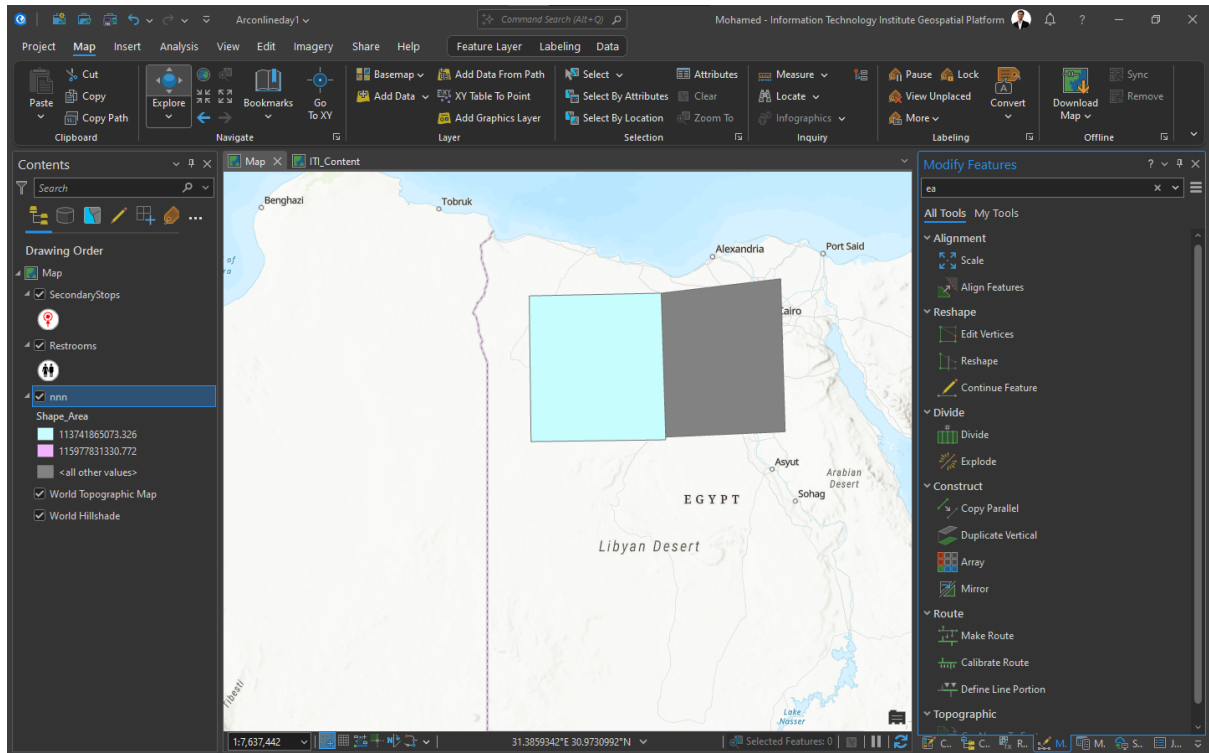 Arconlineday1
Command Search (Alt+Q)
Mohamed - Information Technology Institute Geospatial Platform
?
Project Map Insert Analysis View Edit Imagery Share Help Feature Layer Labeling Data
Paste
Cut
Copy
Copy Path
Clipboard
Explore
Bookmarks
Go
To XY
Navigate
Basemap
Add Data
Add Data From Path
XY Table To Point
Add Graphics Layer
Layer
Select
Select By Attributes
Select By Location
Attributes
Clear
Zoom To
Selection
Measure
Locate
Infographics
Inquiry
Pause Lock
View Unplaced
More
A
Convert
Labeling
Download
Map
Sync
Remove
Offline
Contents
Search
Drawing Order
Map
SecondaryStops
Restrooms
nnn
Shape_Area
113741865073.326
115977831330.772
<all other values>
World Topographic Map
World Hillshade
Map
ITI_Content
Benghazi
Tobruk
Alexandria
Port Said
of
Cairo
Asyut
Arabian
Desert
Sohag
EGYPT
Libyan Desert
Tibesti
Lake
Nasser
1:7,637,442
31.3859342°E 30.9730992°N
Selected Features: 0
Modify Features
?
ea
All Tools My Tools
Alignment
Scale
Align Features
Reshape
Edit Vertices
Reshape
Continue Feature
Divide
Divide
Explode
Construct
Copy Parallel
Duplicate Vertical
Array
Mirror
Route
Make Route
Calibrate Route
Define Line Portion
Topographic
C... C... R... M... M... S... J...